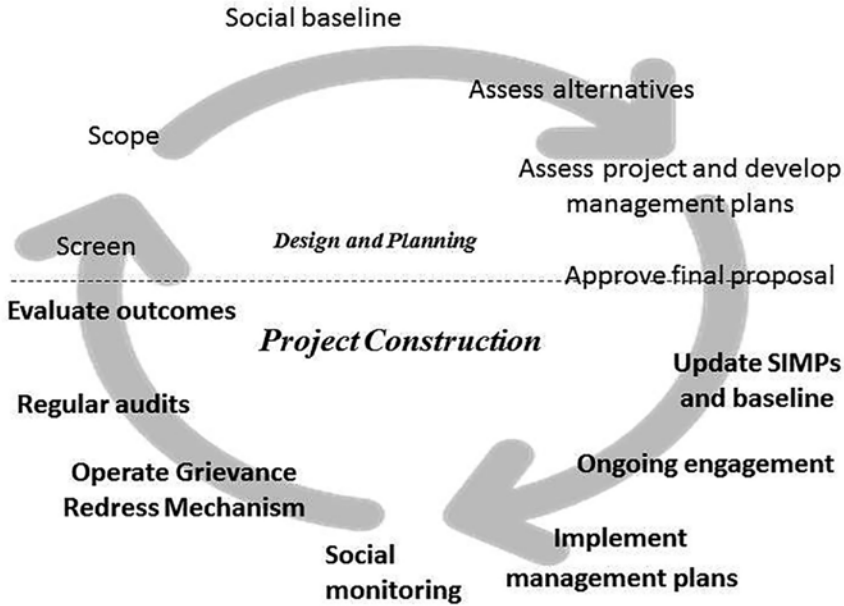 Social baseline
Assess alternatives
Scope
Assess project and develop
management plans
Design and Planning
Screen
Approve final proposal
Evaluate outcomes
Project Construction
Update SIMPs
and baseline
Regular audits
Ongoing engagement
Operate Grievance
Redress Mechanism
Implement
management plans
Social
monitoring